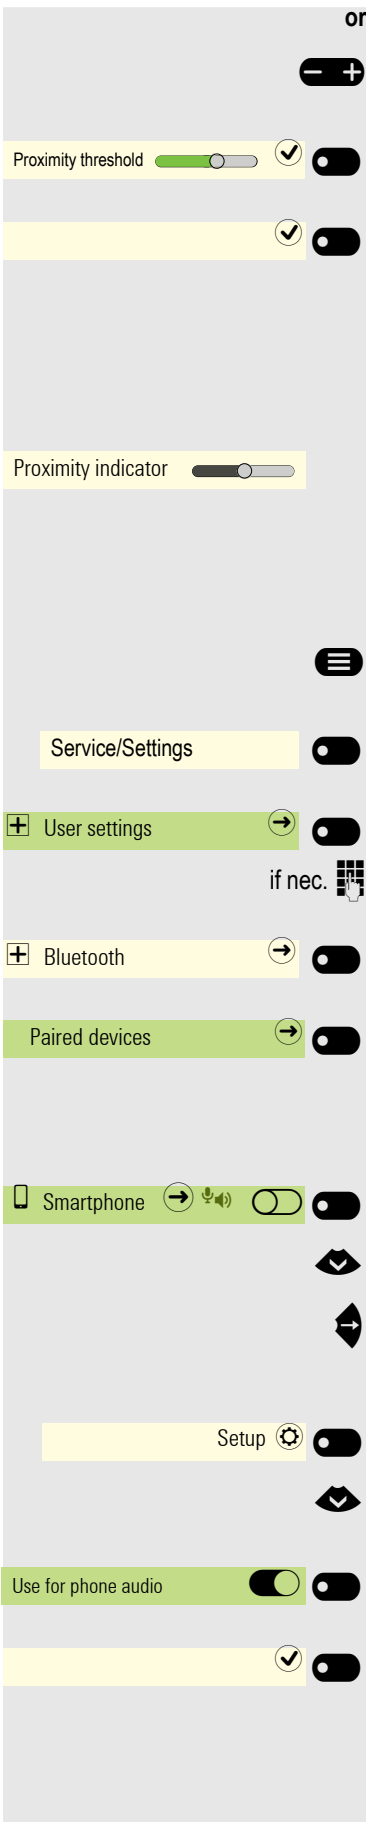 or
Proximity threshold
Proximity indicator
Service/Settings
User settings
if nec.
Bluetooth
Paired devices
Smartphone
Setup
Use for phone audio